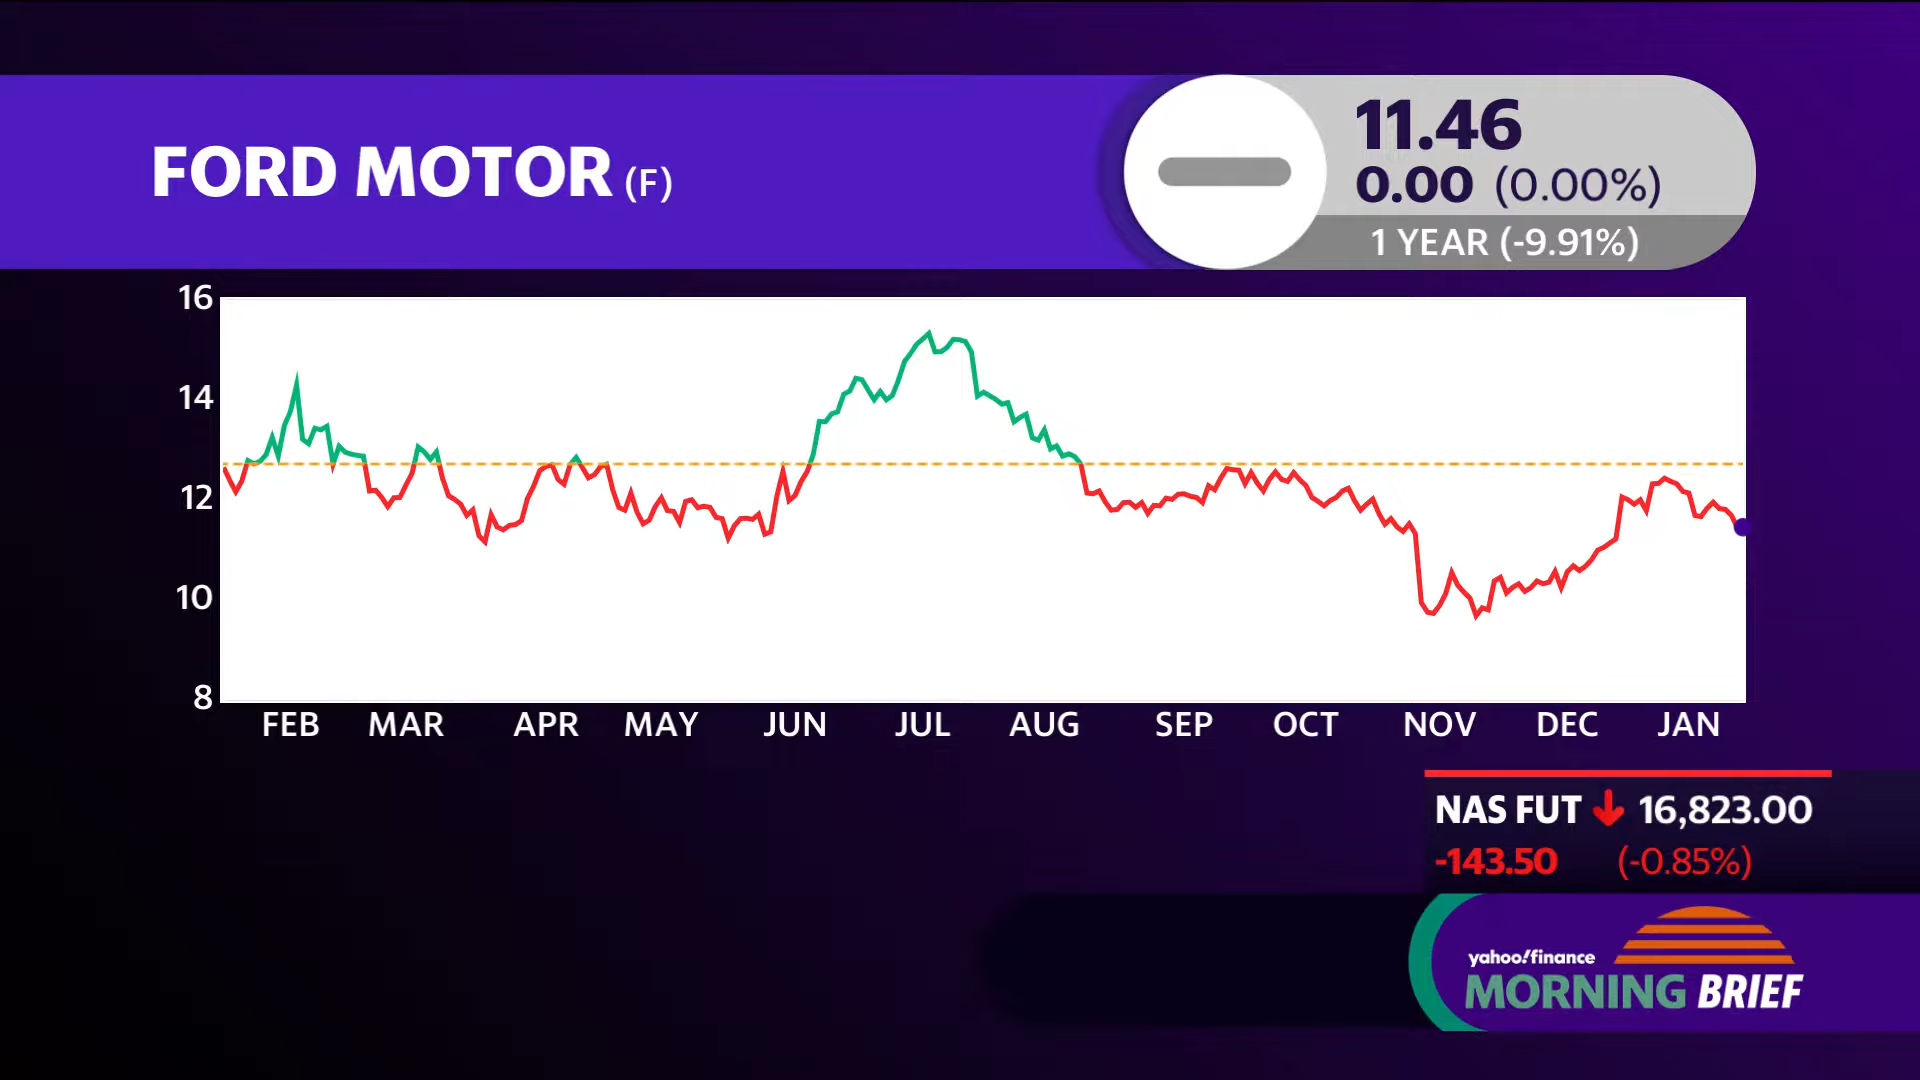 FORD MOTOR (F)
11.46
0.00 (0.00%)
1 YEAR (-9.91%)
16
14
12
10
8
FEB MAR APR MAY JUN JUL AUG SEP OCT NOV DEC JAN
NAS FUT 16,823.00
-143.50 (-0.85%)
yahoo!finance
MORNING BRIEF